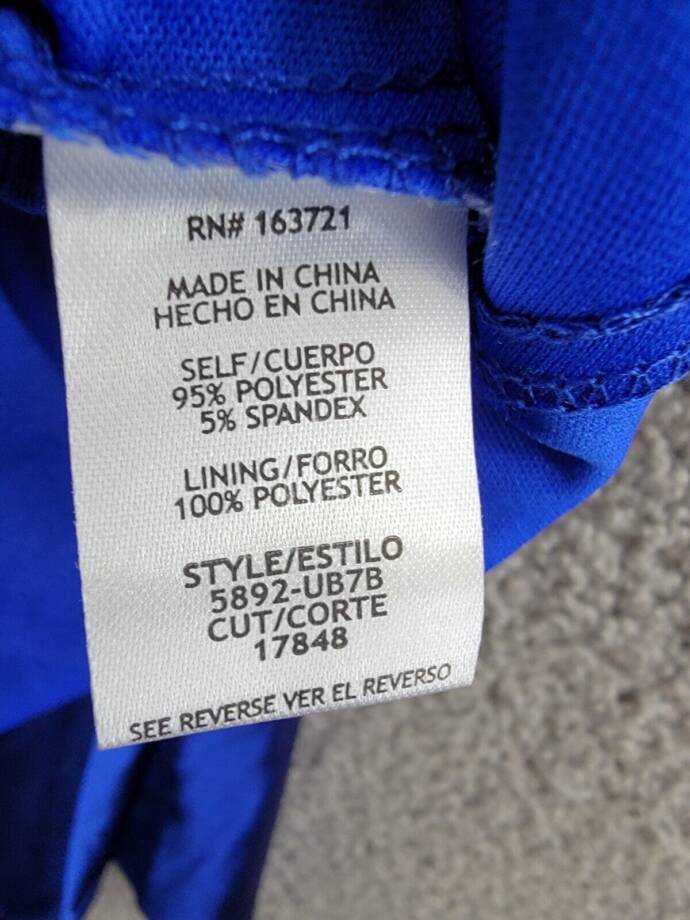 RN# 163721
MADE IN CHINA
HECHO EN CHINA
SELF/CUERPO
95% POLYESTER
5% SPANDEX
LINING/FORRO
100% POLYESTER
STYLE/ESTILO
5892-UB7B
CUT/CORTE
17848
SEE REVERSE VER EL REVERSO